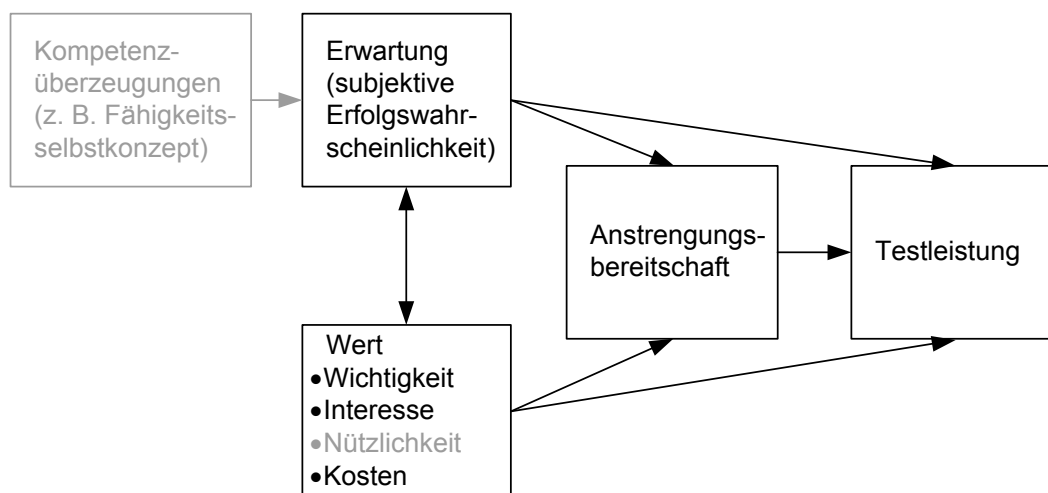 Kompetenz-
überzeugungen
(z. B. Fähigkeits-
selbstkonzept)
Erwartung
(subjektive
Erfolgswahr-
scheinlichkeit)
Anstrengungs-
bereitschaft
Testleistung
Wert
•Wichtigkeit
•Interesse
•Nützlichkeit
•Kosten